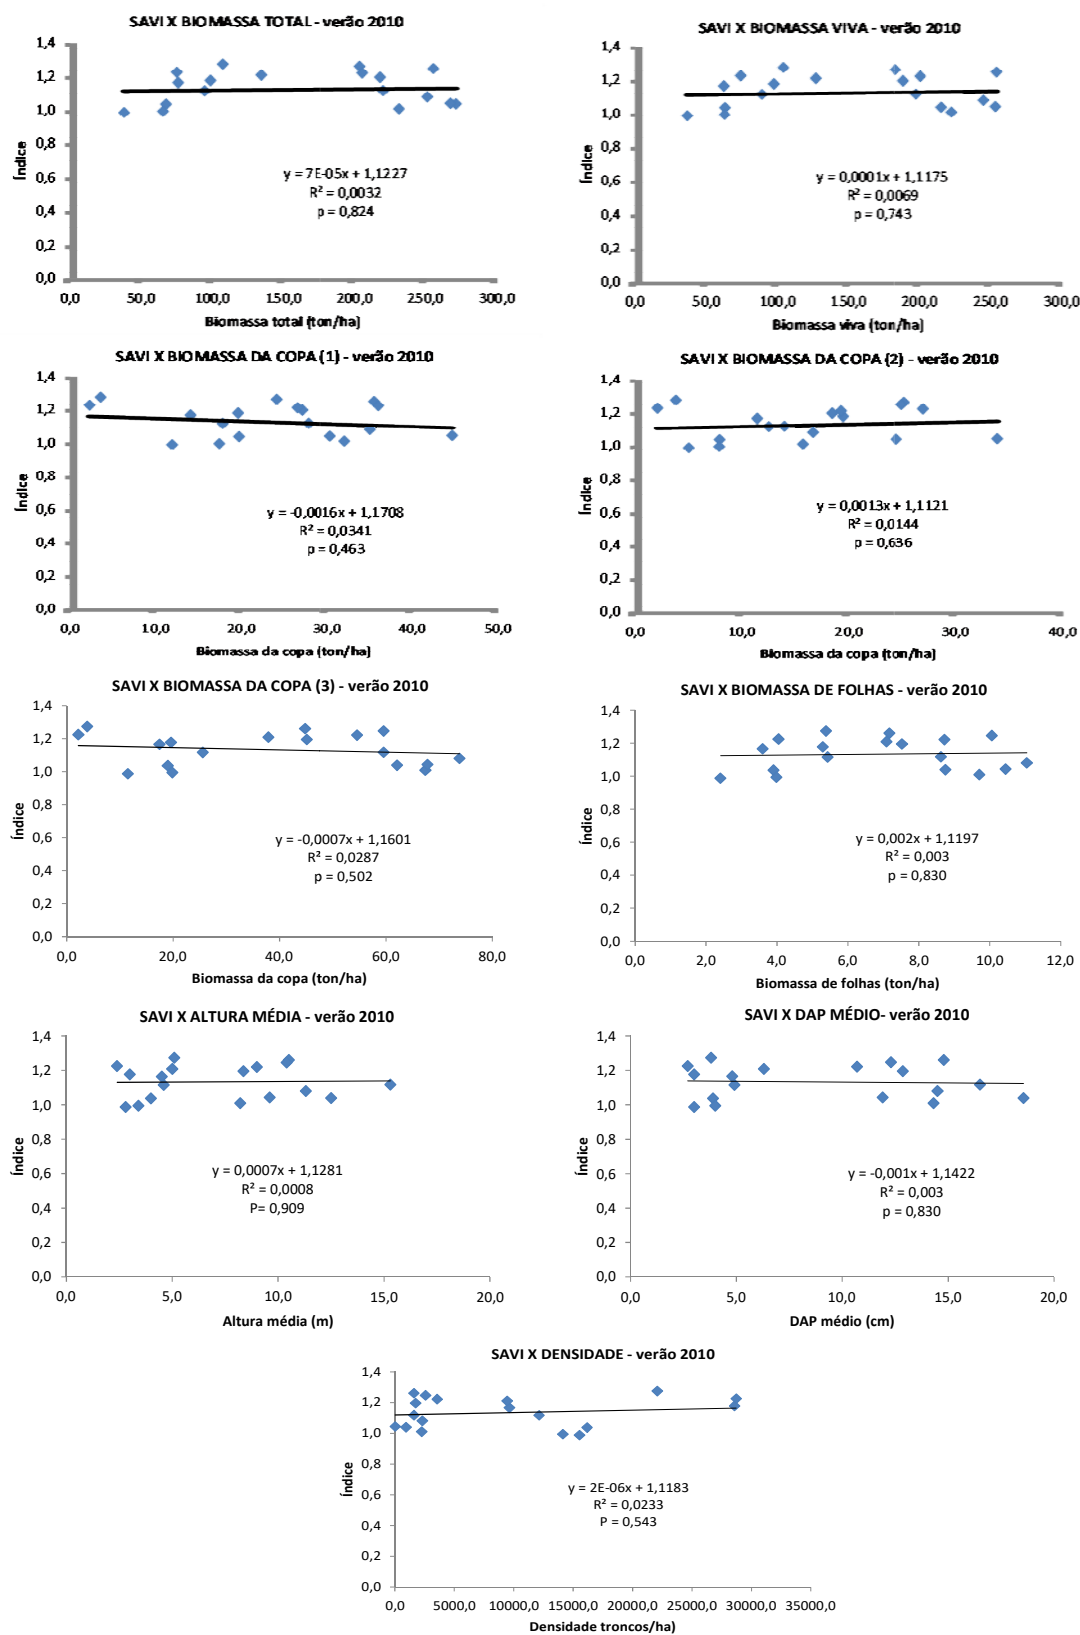 SAVI X BIOMASSA TOTAL - verão 2010
1,4
1,2
1,0
0,8
0,6
0,4
0,2
0,0
Índice
y = 7E-05x + 1,1227
R² = 0,0032
p = 0,824
0,0 50,0 100,0 150,0 200,0 250,0 300,0
Biomassa total (ton/ha)
SAVI X BIOMASSA VIVA - verão 2010
1,4
1,2
1,0
0,8
0,6
0,4
0,2
0,0
Índice
y = 0,0001x + 1,1175
R² = 0,0069
p = 0,743
0,0 50,0 100,0 150,0 200,0 250,0 300,0
Biomassa viva (ton/ha)
SAVI X BIOMASSA DA COPA (1) - verão 2010
1,4
1,2
1,0
0,8
0,6
0,4
0,2
0,0
Índice
y = -0,0016x + 1,1708
R² = 0,0341
p = 0,463
0,0 10,0 20,0 30,0 40,0 50,0
Biomassa da copa (ton/ha)
SAVI X BIOMASSA DA COPA (2) - verão 2010
1,4
1,2
1,0
0,8
0,6
0,4
0,2
0,0
Índice
y = 0,0013x + 1,1121
R² = 0,0144
p = 0,636
0,0 10,0 20,0 30,0 40,0
Biomassa da copa (ton/ha)
SAVI X BIOMASSA DA COPA (3) - verão 2010
1,4
1,2
1,0
0,8
0,6
0,4
0,2
0,0
Índice
y = -0,0007x + 1,1601
R² = 0,0287
p = 0,502
0,0 20,0 40,0 60,0 80,0
Biomassa da copa (ton/ha)
SAVI X BIOMASSA DE FOLHAS - verão 2010
1,4
1,2
1,0
0,8
0,6
0,4
0,2
0,0
Índice
y = 0,002x + 1,1197
R² = 0,003
p = 0,830
0,0 2,0 4,0 6,0 8,0 10,0 12,0
Biomassa de folhas (ton/ha)
SAVI X ALTURA MÉDIA - verão 2010
1,4
1,2
1,0
0,8
0,6
0,4
0,2
0,0
Índice
y = 0,0007x + 1,1281
R² = 0,0008
P= 0,909
0,0 5,0 10,0 15,0 20,0
Altura média (m)
SAVI X DAP MÉDIO- verão 2010
1,4
1,2
1,0
0,8
0,6
0,4
0,2
0,0
Índice
y = -0,001x + 1,1422
R² = 0,003
p = 0,830
0,0 5,0 10,0 15,0 20,0
DAP médio (cm)
SAVI X DENSIDADE - verão 2010
1,4
1,2
1,0
0,8
0,6
0,4
0,2
0,0
Índice
y = 2E-06x + 1,1183
R² = 0,0233
P = 0,543
0,0 5000,0 10000,0 15000,0 20000,0 25000,0 30000,0 35000,0
Densidade troncos/ha)